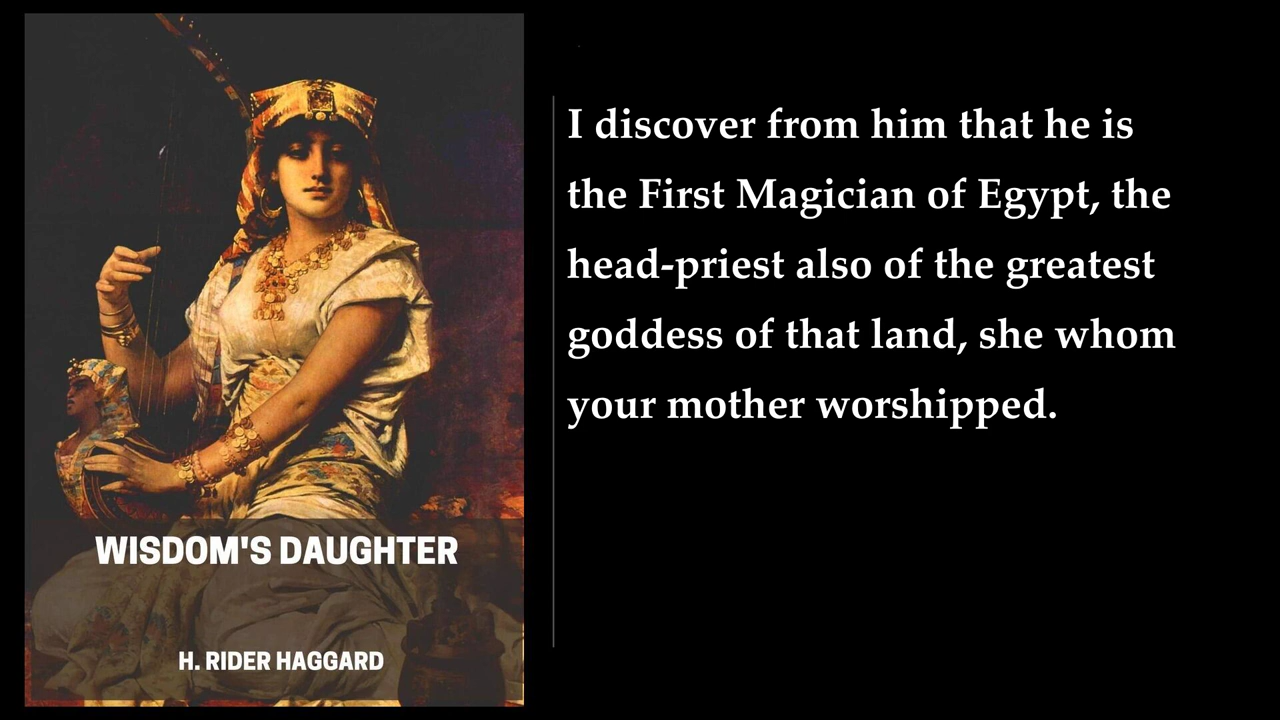 WISDOM'S DAUGHTER
H. RIDER HAGGARD
I discover from him that he is
the First Magician of Egypt, the
head-priest also of the greatest
goddess of that land, she whom
your mother worshipped.